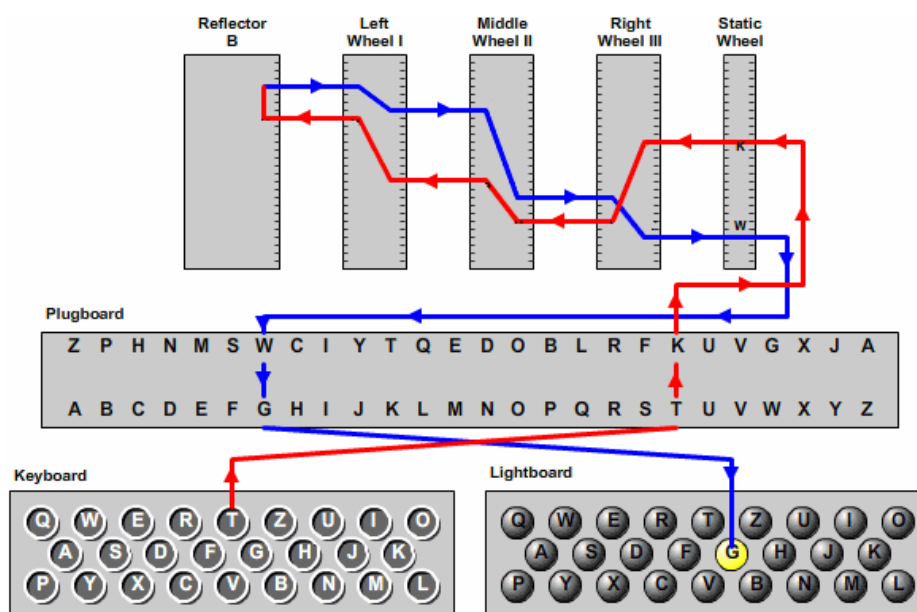 Reflector B
Left Wheel I
Middle Wheel II
Right Wheel III
Static Wheel
K
W
Plugboard
Z P H N M S W C I Y T Q E D O B L R F K U V G X J A
A B C D E F G H I J K L M N O P Q R S T U V W X Y Z
Keyboard
Q W E R T Z U I O
A S D F G H J K
P Y X C V B N M L
Lightboard
Q W E R T Z U I O
A S D F G H J K
P Y X C V B N M L